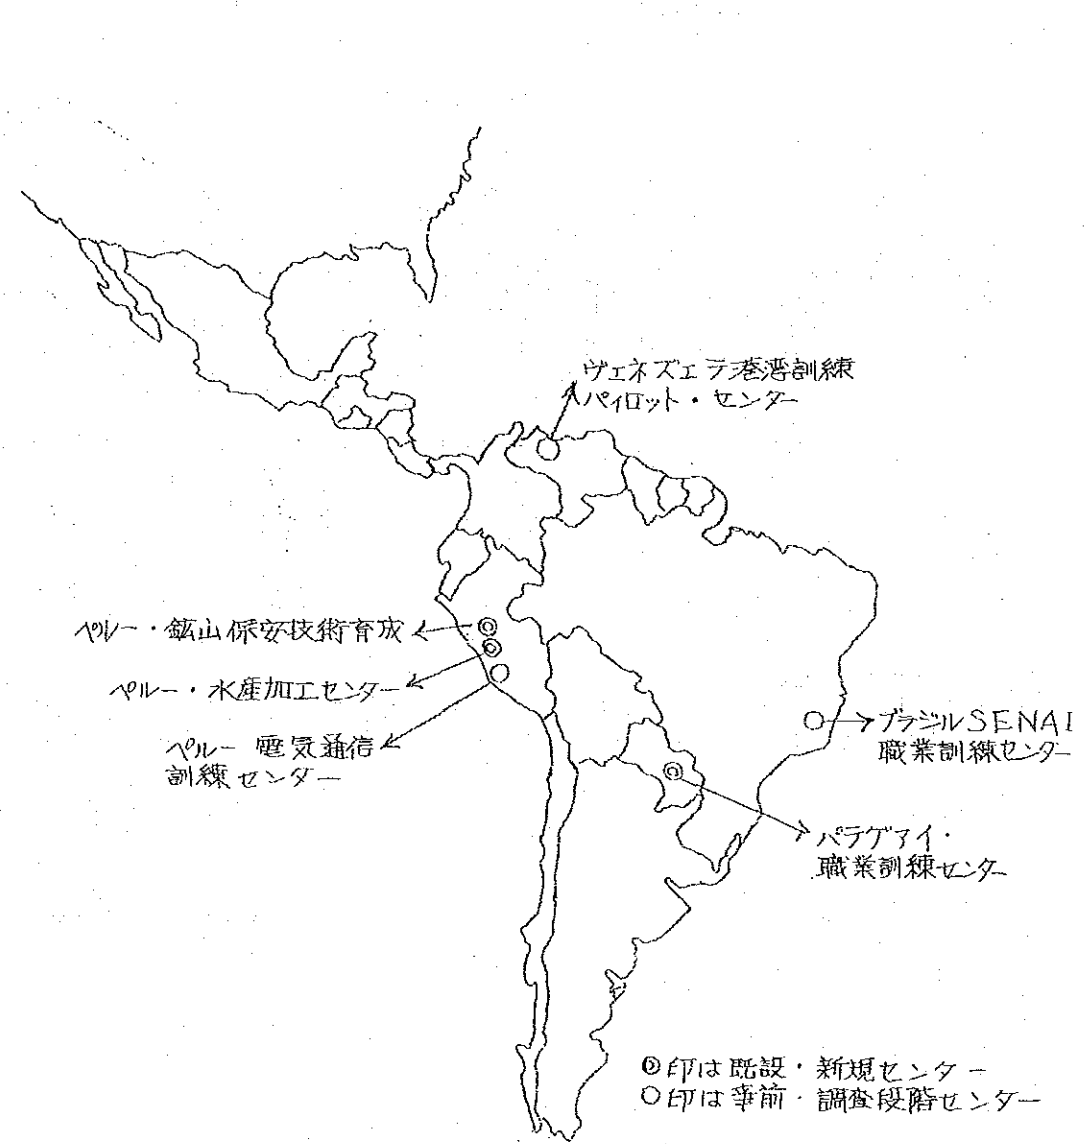 ヴェネズェラ港湾訓練
パイロット・センター
ペルー・鉱山保安技術育成
ペルー・水産加工センター
ペルー 電気通信
訓練センター
ブラジルSENAI
職業訓練センター
パラグァイ・
職業訓練センター
◎印は既設・新規センター
○印は事前・調査段階センター